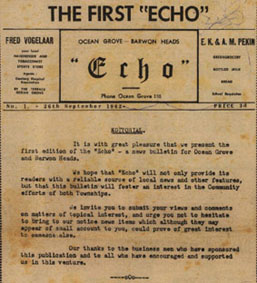 THE FIRST "ECHO"
FRED VOGELAAR
OCEAN GROVE - BARWON HEADS
E. K. & A. M. PEKIN
"Echo"
Phone Ocean Grove
No. 1. - 26th September 1962-
PRICE 3d
EDITORIAL.
It is with great pleasure that we present the
first edition of the "Echo" - a news bulletin for Ocean Grove
and Barwon Heads.
We hope that "Echo" will not only provide its
readers with a reliable source of local news and other features,
but that this bulletin will foster an interest in the Community
efforts of both Townships.
We invite you to submit your views and comments
on matters of topical interest, and urge you not to hesitate
to bring to our notice news items which although they may
appear of small account to you, could prove of great interest
to someone else.
Our thanks to the business men who have sponsored
this publication and to all who have encouraged and supported
us in this venture.